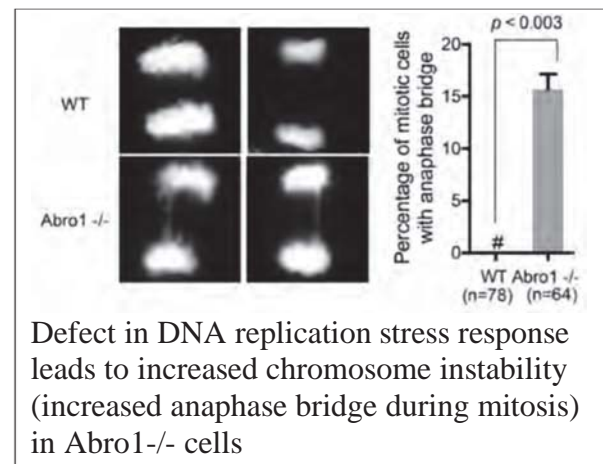 p < 0.003
WT
Abro1 -/-
Percentage of mitotic cells
with anaphase bridge
20
15
10
5
0
#
WT Abro1 -/-
(n=78) (n=64)
Defect in DNA replication stress response
leads to increased chromosome instability
(increased anaphase bridge during mitosis)
in Abro1-/- cells